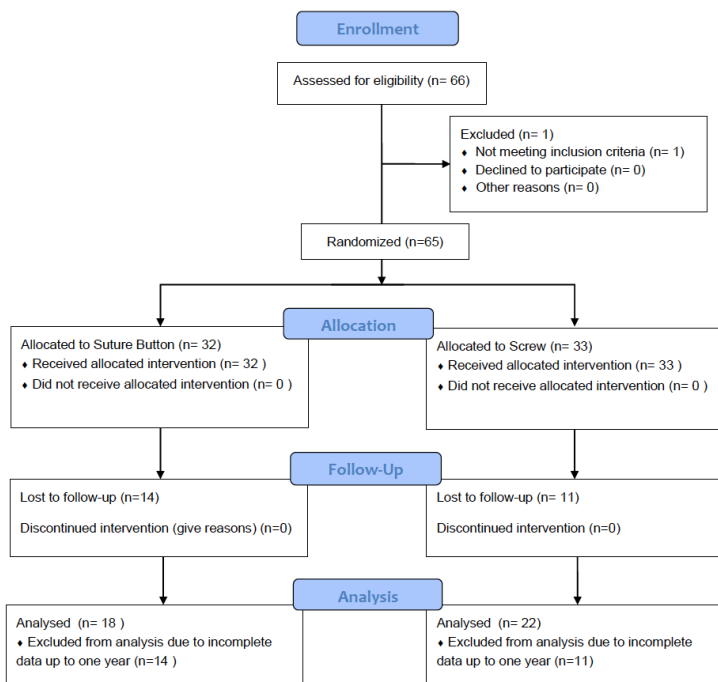 Enrollment
Assessed for eligibility (n= 66)
Excluded (n= 1)
♦ Not meeting inclusion criteria (n= 1)
♦ Declined to participate (n= 0)
♦ Other reasons (n= 0)
Randomized (n=65)
Allocation
Allocated to Suture Button (n= 32)
♦ Received allocated intervention (n= 32 )
♦ Did not receive allocated intervention (n= 0 )
Allocated to Screw (n= 33)
♦ Received allocated intervention (n= 33 )
♦ Did not receive allocated intervention (n= 0 )
Follow-Up
Lost to follow-up (n=14)
Discontinued intervention (give reasons) (n=0)
Lost to follow-up (n= 11)
Discontinued intervention (n=0)
Analysis
Analysed (n= 18 )
♦ Excluded from analysis due to incomplete
data up to one year (n=14 )
Analysed (n= 22)
♦ Excluded from analysis due to incomplete
data up to one year (n=11)